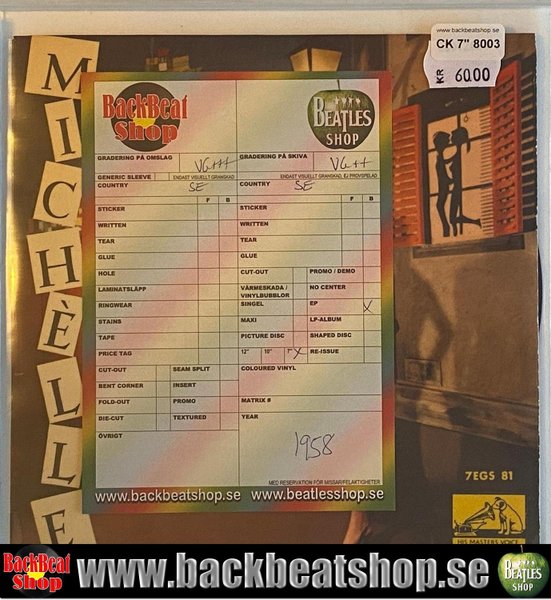 www.backbeatshop.se
CK 7" 8003
KR 60.00
MICHÈLLE
BackBeat Shop
BEATLES SHOP
GRADERING PÅ OMSLAG VG+++
GRADERING PÅ SKIVA VG++
GENERIC SLEEVE ENDAST VISUELLT GRANSKAD
ENDAST VISUELLT GRANSKAD, EJ PROVSPELAD
COUNTRY SE
COUNTRY SE
F B
F B
STICKER
STICKER
WRITTEN
WRITTEN
TEAR
TEAR
GLUE
GLUE
HOLE
CUT-OUT PROMO / DEMO
LAMINATSLÄPP
VÄRMESKADA / VINYLBUBBLOR NO CENTER
RINGWEAR
SINGEL EP X
STAINS
MAXI LP-ALBUM
TAPE
PICTURE DISC SHAPED DISC
PRICE TAG
12" 10" 7" X RE-ISSUE
CUT-OUT SEAM SPLIT
COLOURED VINYL
BENT CORNER INSERT
FOLD-OUT PROMO
MATRIX #
DIE-CUT TEXTURED
YEAR
ÖVRIGT
1958
MED RESERVATION FÖR MISSAR/FELAKTIGHETER
www.backbeatshop.se www.beatlesshop.se
7EGS 81
HIS MASTERS VOICE
BackBeat Shop
www.backbeatshop.se
BEATLES SHOP